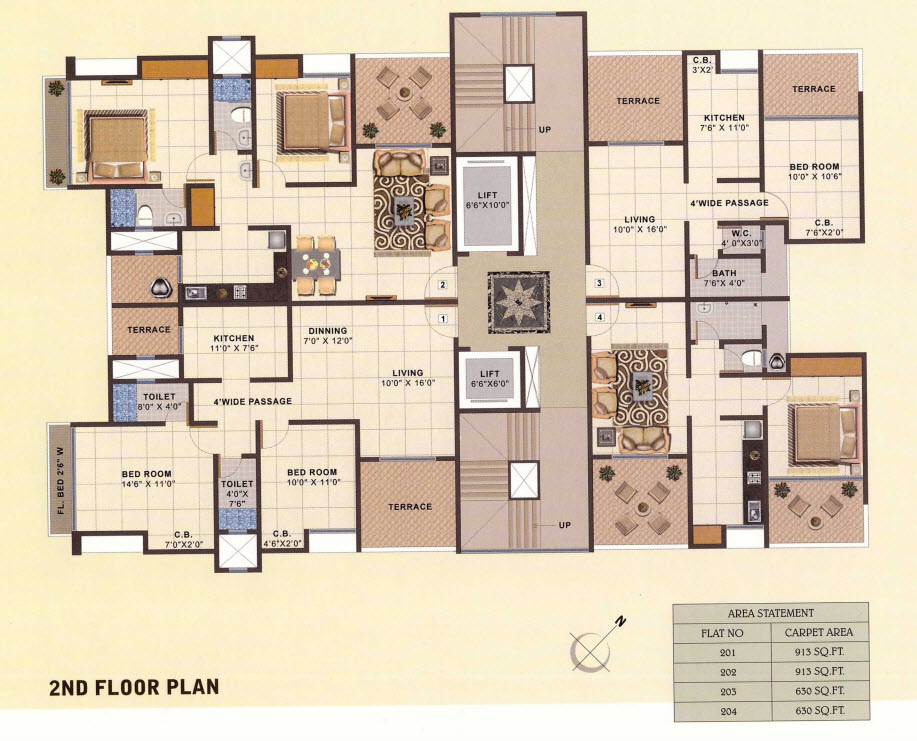 C.B.
3'X2'
TERRACE
TERRACE
KITCHEN
7'6" X 11'0"
UP
BED ROOM
10'0" X 10'6"
LIFT
6'6"X10'0"
4'WIDE PASSAGE
LIVING
10'0" X 16'0"
C.B.
7'6"X2'0"
W.C.
4' 0"X3'0"
BATH
7'6" X 4'0"
2
3
1
4
TERRACE
KITCHEN
11'0" X 7'6"
DINNING
7'0" X 12'0"
LIVING
10'0" X 16'0"
LIFT
6'6"X6'0"
TOILET
8'0" X 4'0"
4'WIDE PASSAGE
FL. BED 2'6" W
BED ROOM
14'6" X 11'0"
TOILET
4'0"X
7'6"
BED ROOM
10'0" X 11'0"
TERRACE
UP
C.B.
7'0"X2'0"
C.B.
4'6"X2'0"
N
2ND FLOOR PLAN
AREA STATEMENT
FLAT NO CARPET AREA
201 913 SQ.FT.
202 913 SQ.FT.
203 630 SQ.FT.
204 630 SQ.FT.